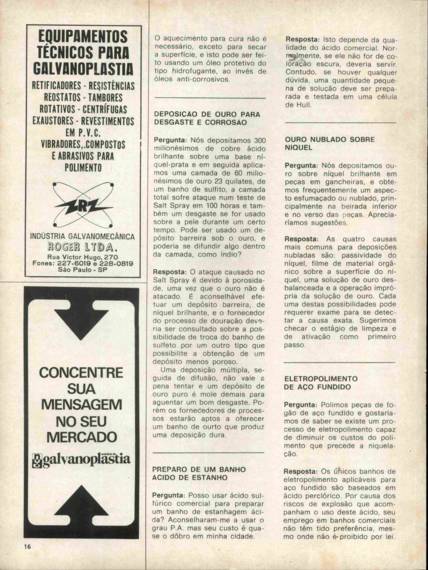 EQUIPAMENTOS
TÉCNICOS PARA
GALVANOPLASTIA
RETIFICADORES - RESISTÊNCIAS
REOSTATOS - TAMBORES
ROTATIVOS - CENTRÍFUGAS
EXAUSTORES - REVESTIMENTOS
EM P.V.C.
VIBRADORES, COMPOSTOS
E ABRASIVOS PARA
POLIMENTO
INDÚSTRIA GALVANOMECÂNICA
ROGER LTDA.
Rua Victor Hugo, 270
Fones: 227-6019 e 228-0819
São Paulo - SP
CONCENTRE
SUA
MENSAGEM
NO SEU
MERCADO
galvanoplastia
16
O aquecimento para cura não é
necessário, exceto para secar
a superfície, e isto pode ser fei-
to usando um óleo protetivo do
tipo hidrofugante, ao invés de
óleos anti-corrosivos.
DEPOSIÇÃO DE OURO PARA
DESGASTE E CORROSÃO
Pergunta: Nós depositamos 300
milionésimos de cobre ácido
brilhante sobre uma base ní-
quel-prata e em seguida aplica-
mos uma camada de 60 milio-
nésimos de ouro 23 quilates, de
um banho de sulfito, a camada
total sofre ataque num teste de
Salt Spray em 100 horas e tam-
bém um desgaste se for usado
sobre a pele durante um certo
tempo. Pode ser usado um de-
pósito barreira sob o ouro, e
poderia se difundir algo dentro
da camada, como índio?
Resposta: O ataque causado no
Salt Spray é devido à porosida-
de, uma vez que o ouro não é
atacado. É aconselhável efe-
tuar um depósito barreira, de
níquel brilhante, e o fornecedor
do processo de douração deve-
ria ser consultado sobre a pos-
sibilidade de troca do banho de
sulfeto por um outro tipo que
possibilite a obtenção de um
depósito menos poroso.
Uma deposição múltipla, se-
guida de difusão, não vale a
pena tentar e um depósito de
ouro puro é mole demais para
aguentar um bom desgaste. Po-
rém os fornecedores de proces-
sos estarão aptos a oferecer
um banho de ourto que produz
uma deposição dura.
PREPARO DE UM BANHO
ÁCIDO DE ESTANHO
Pergunta: Posso usar ácido sul-
fúrico comercial para preparar
um banho de estanhagem áci-
da? Aconselharam-me a usar o
grau P.A. mas seu custo é qua-
se o dôbro em minha cidade.
Resposta: Isto depende da qua-
lidade do ácido comercial. Nor-
malmente, se ele não for de co-
loração escura, deveria servir.
Contudo, se houver qualquer
dúvida, uma quantidade peque-
na de solução deve ser prepa-
rada e testada em uma célula
de Hull.
OURO NUBLADO SOBRE
NÍQUEL
Pergunta: Nós depositamos ou-
ro sobre níquel brilhante em
peças em gancheiras, e obté-
mos frequentemente um aspec-
to esfumaçado ou nublado, prin-
cipalmente na beirada inferior
e no verso das peças. Aprecia-
ríamos sugestões.
Resposta: As quatro causas
mais comuns para deposições
nubladas são: passividade do
níquel, filme de material orgâ-
nico sobre a superfície do ní-
quel, uma solução de ouro des-
balanceada e a operação impró-
pria da solução de ouro. Cada
uma destas possibilidades pode
requerer exame para se detec-
tar a causa exata. Sugerimos
checar o estágio de limpeza e
de ativação como primeiro
passo.
ELETROPOLIMENTO
DE AÇO FUNDIDO
Pergunta: Polimos peças de fo-
gão de aço fundido e gostaría-
mos de saber se existe um pro-
cesso de eletropolimento capaz
de diminuir os custos do poli-
mento que precede a niquela-
ção.
Resposta: Os únicos banhos de
eletropolimento aplicáveis para
aço fundido são baseados em
ácido perclórico. Por causa dos
riscos de explosão que acom-
panham o uso deste ácido, seu
emprego em banhos comerciais
não têm tido preferência, mes-
mo onde não é proibido por lei.